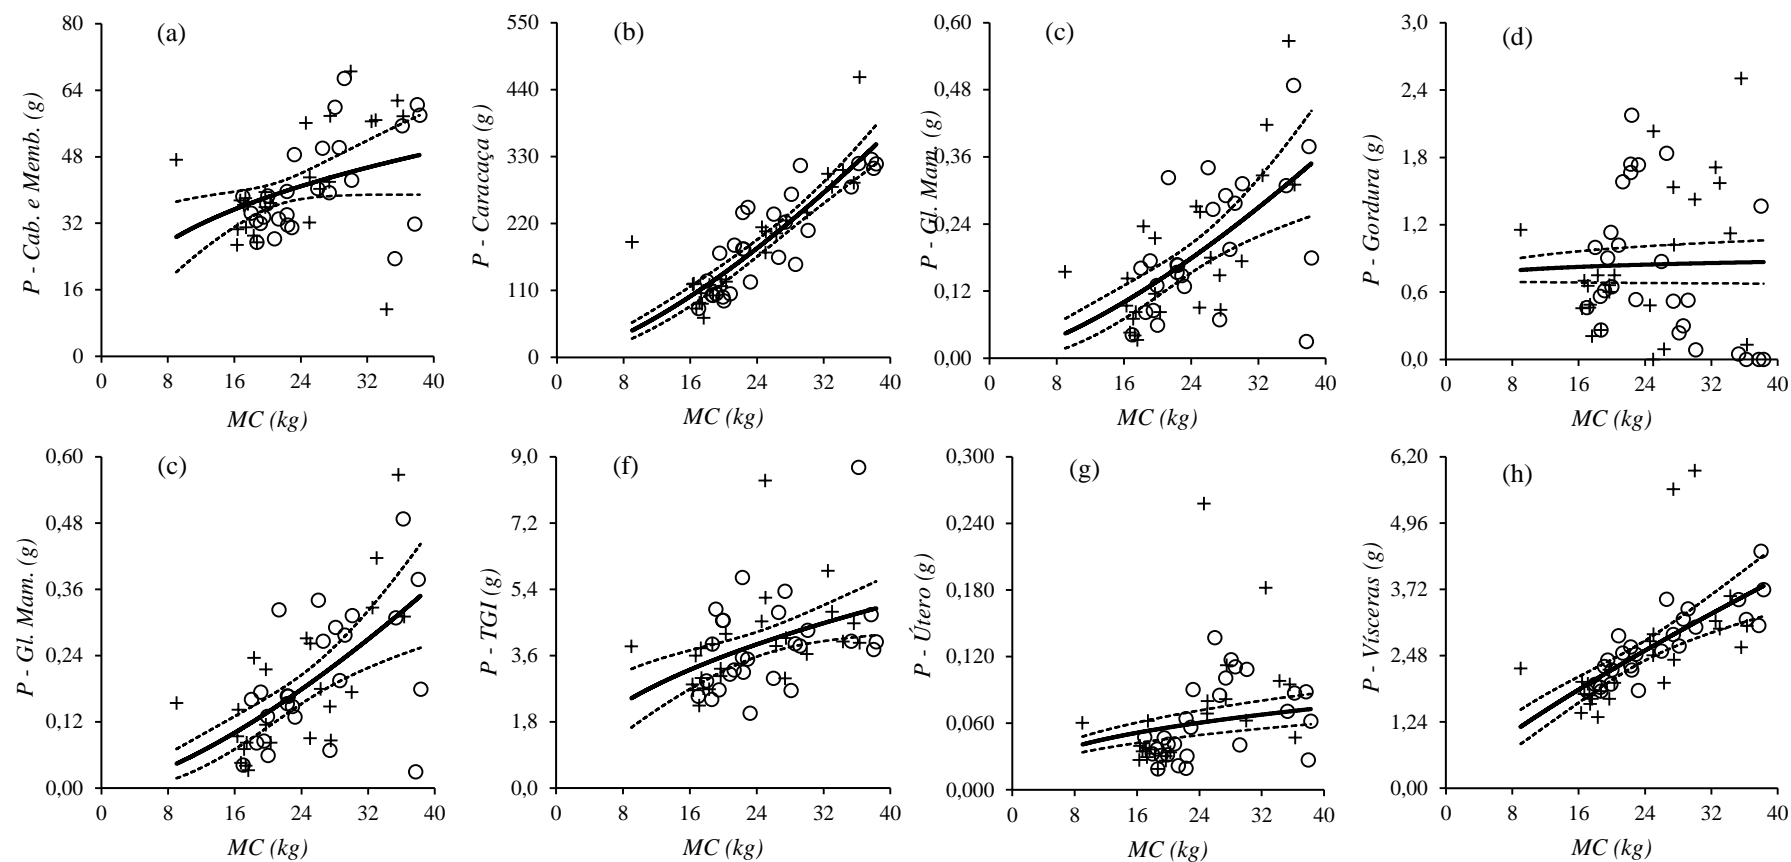 (a)
P - Cab. e Memb. (g)
80
64
48
32
16
0
0 8 16 24 32 40
MC (kg)
(b)
P - Caracaça (g)
550
440
330
220
110
0
0 8 16 24 32 40
MC (kg)
(c)
P - Gl. Mam. (g)
0,60
0,48
0,36
0,24
0,12
0,00
0 8 16 24 32 40
MC (kg)
(d)
P - Gordura (g)
3,0
2,4
1,8
1,2
0,6
0,0
0 8 16 24 32 40
MC (kg)
(c)
P - Gl. Mam. (g)
0,60
0,48
0,36
0,24
0,12
0,00
0 8 16 24 32 40
MC (kg)
(f)
P - TGI (g)
9,0
7,2
5,4
3,6
1,8
0,0
0 8 16 24 32 40
MC (kg)
(g)
P - Útero (g)
0,300
0,240
0,180
0,120
0,060
0,000
0 8 16 24 32 40
MC (kg)
(h)
P - Vísceras (g)
6,20
4,96
3,72
2,48
1,24
0,00
0 8 16 24 32 40
MC (kg)